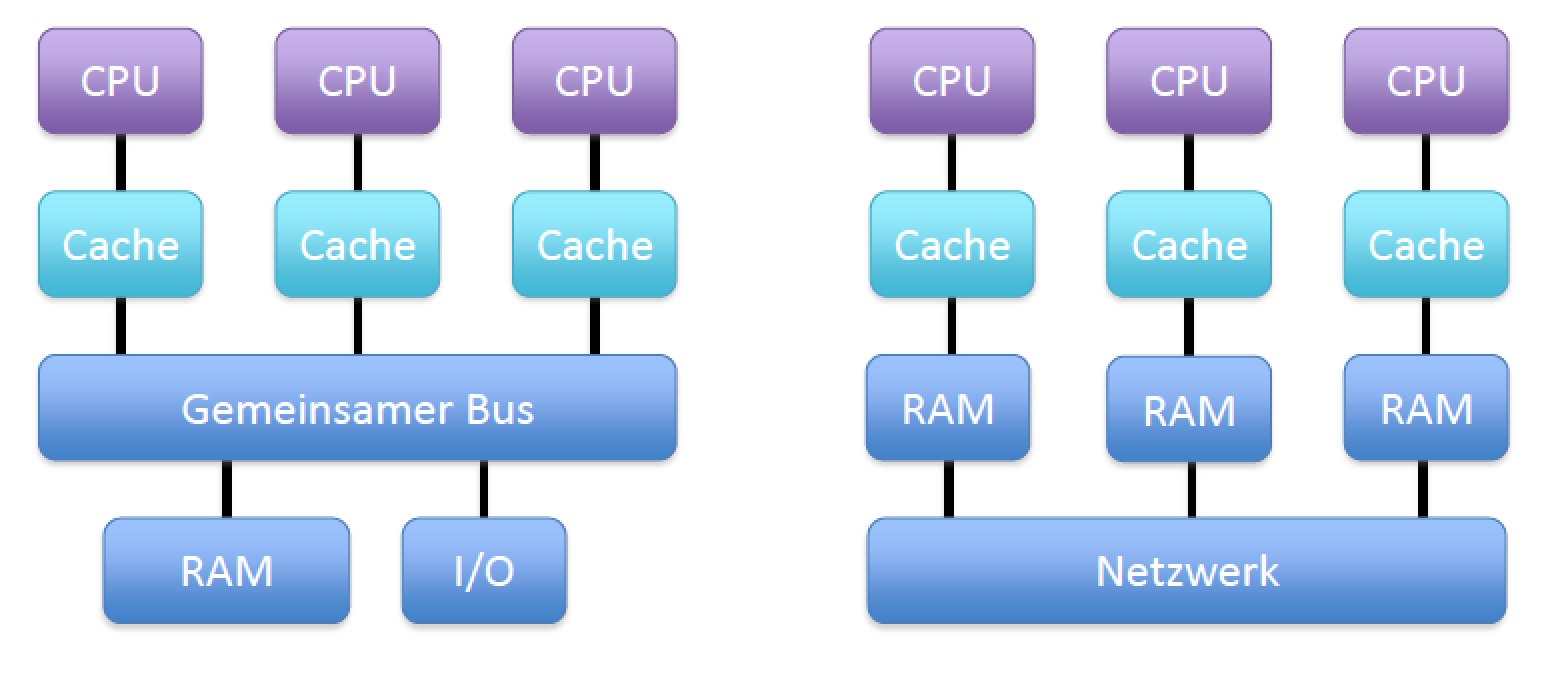 CPU
CPU
CPU
Cache
Cache
Cache
Gemeinsamer Bus
RAM
I/O
CPU
CPU
CPU
Cache
Cache
Cache
RAM
RAM
RAM
Netzwerk